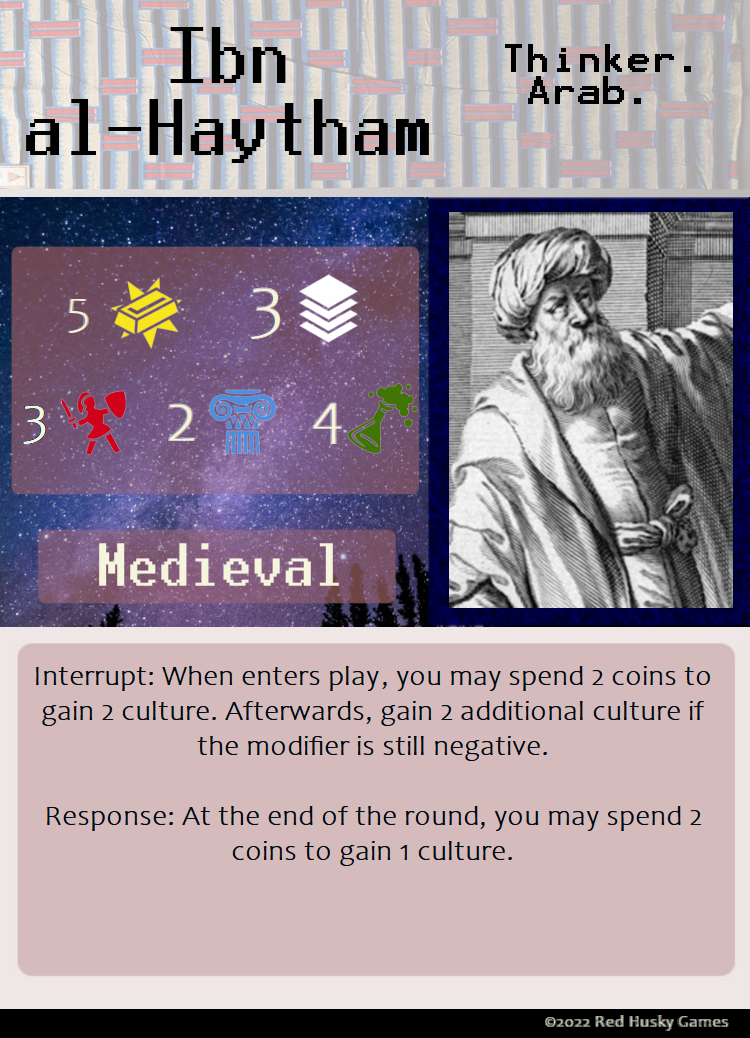 Ibn
al-Haytham
Thinker.
Arab.
5 3
3 2 4
Medieval
Interrupt: When enters play, you may spend 2 coins to
gain 2 culture. Afterwards, gain 2 additional culture if
the modifier is still negative.
Response: At the end of the round, you may spend 2
coins to gain 1 culture.
©2022 Red Husky Games